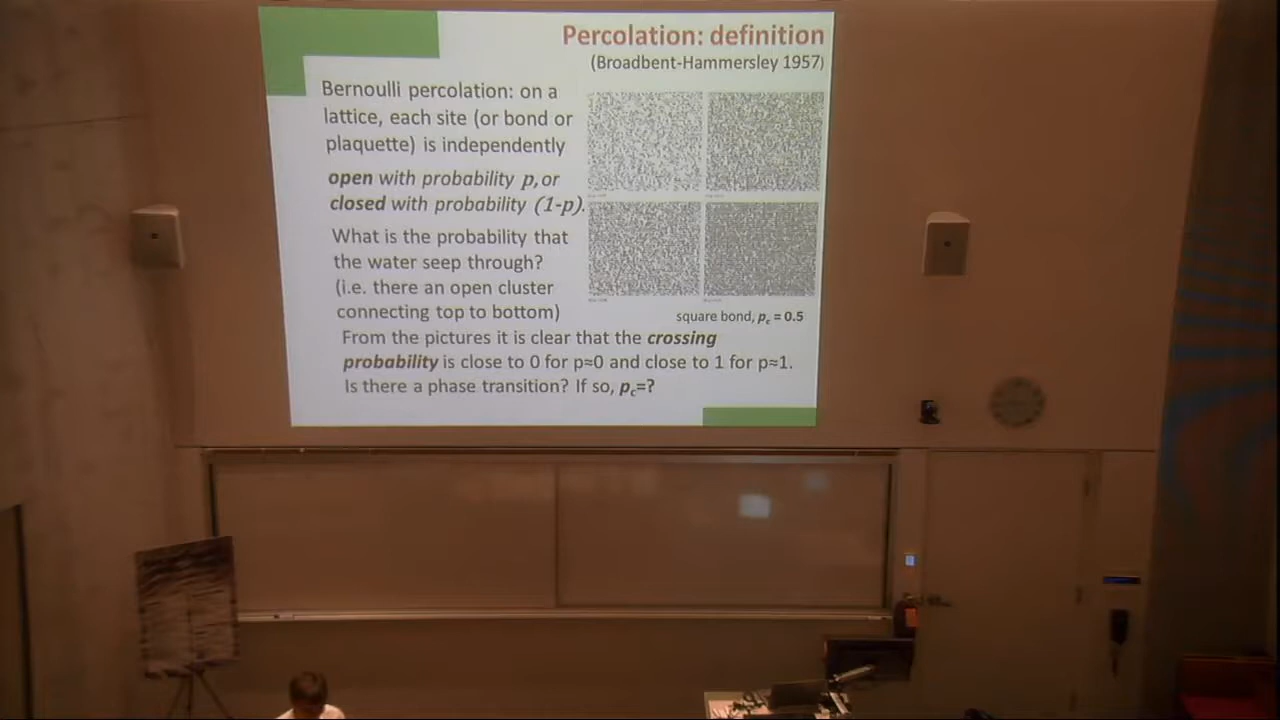 Percolation: definition
(Broadbent-Hammersley 1957)
Bernoulli percolation: on a
lattice, each site (or bond or
plaquette) is independently
open with probability p, or
closed with probability (1-p).
What is the probability that
the water seep through?
(i.e. there an open cluster
connecting top to bottom)
square bond, pc = 0.5
From the pictures it is clear that the crossing
probability is close to 0 for p≈0 and close to 1 for p≈1.
Is there a phase transition? If so, pc=?